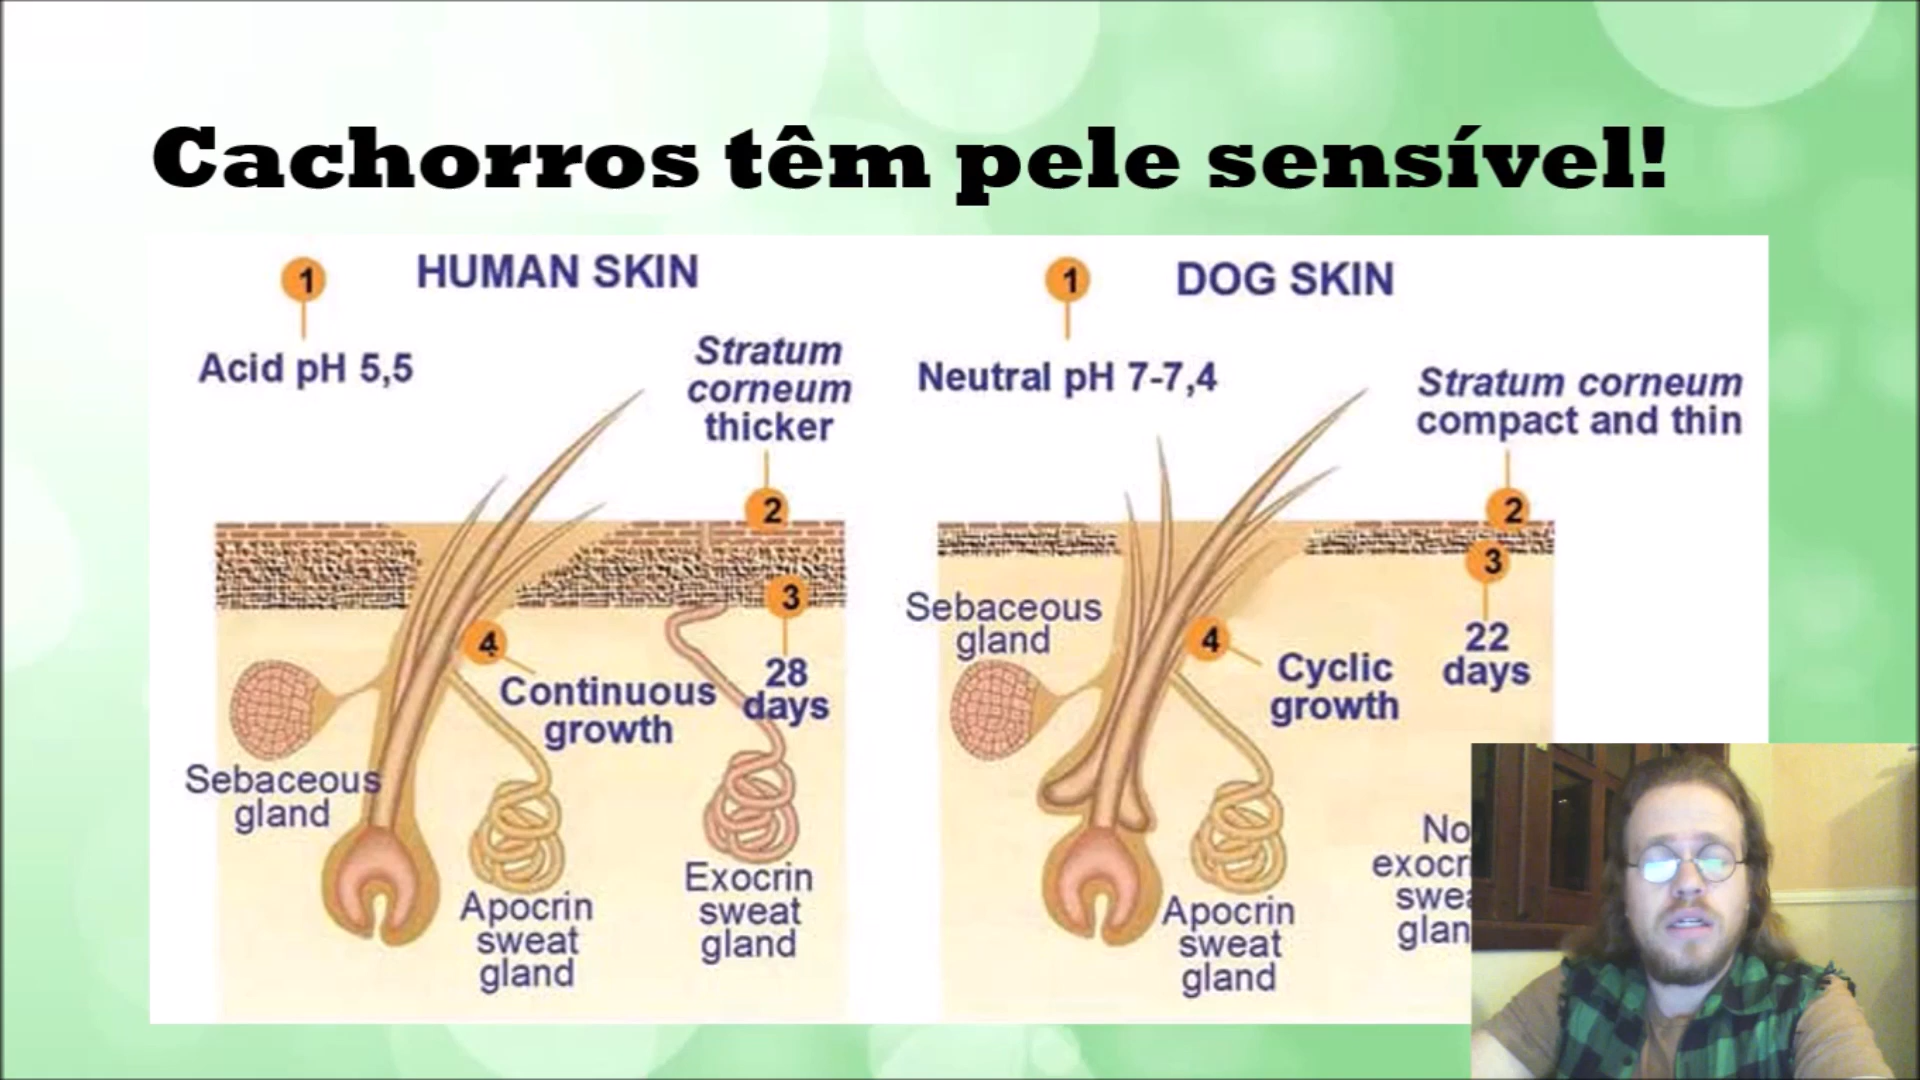 Cachorros têm pele sensível!
1
HUMAN SKIN
Acid pH 5,5
Stratum
corneum
thicker
2
3
28
days
4
Continuous
growth
Sebaceous
gland
Apocrin
sweat
gland
Exocrin
sweat
gland
1
DOG SKIN
Neutral pH 7-7,4
Stratum corneum
compact and thin
2
3
22
days
Sebaceous
gland
4
Cyclic
growth
Apocrin
sweat
gland
No